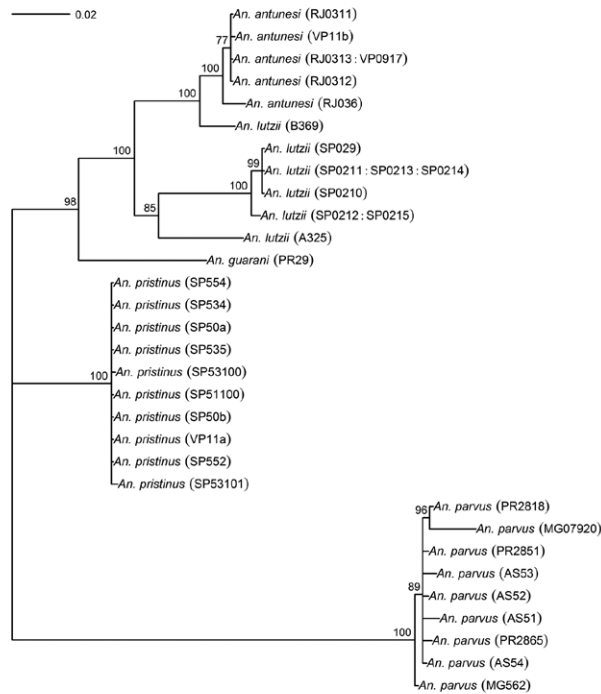 0.02
An. antunesi (RJ0311)
77
An. antunesi (VP11b)
An. antunesi (RJ0313 : VP0917)
100
An. antunesi (RJ0312)
An. antunesi (RJ036)
100
An. lutzii (B369)
An. lutzii (SP029)
100
99
An. lutzii (SP0211 : SP0213 : SP0214)
100
An. lutzii (SP0210)
98
85
An. lutzii (SP0212 : SP0215)
An. lutzii (A325)
An. guarani (PR29)
An. pristinus (SP554)
An. pristinus (SP534)
An. pristinus (SP50a)
An. pristinus (SP535)
100
An. pristinus (SP53100)
An. pristinus (SP51100)
An. pristinus (SP50b)
An. pristinus (VP11a)
An. pristinus (SP552)
An. pristinus (SP53101)
96
An. parvus (PR2818)
An. parvus (MG07920)
An. parvus (PR2851)
An. parvus (AS53)
89
An. parvus (AS52)
An. parvus (AS51)
100
An. parvus (PR2865)
An. parvus (AS54)
An. parvus (MG562)